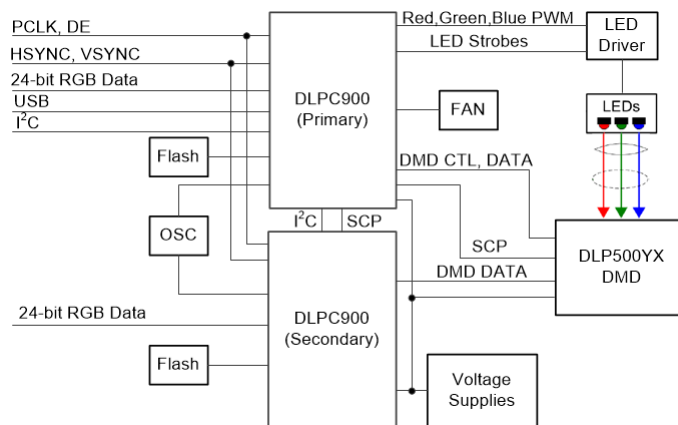 PCLK, DE
HSYNC, VSYNC
24-bit RGB Data
USB
I²C
Flash
OSC
24-bit RGB Data
Flash
DLPC900
(Primary)
I²C
SCP
DLPC900
(Secondary)
Red,Green,Blue PWM
LED Strobes
FAN
DMD CTL, DATA
SCP
DMD DATA
Voltage
Supplies
LED
Driver
LEDs
DLP500YX
DMD